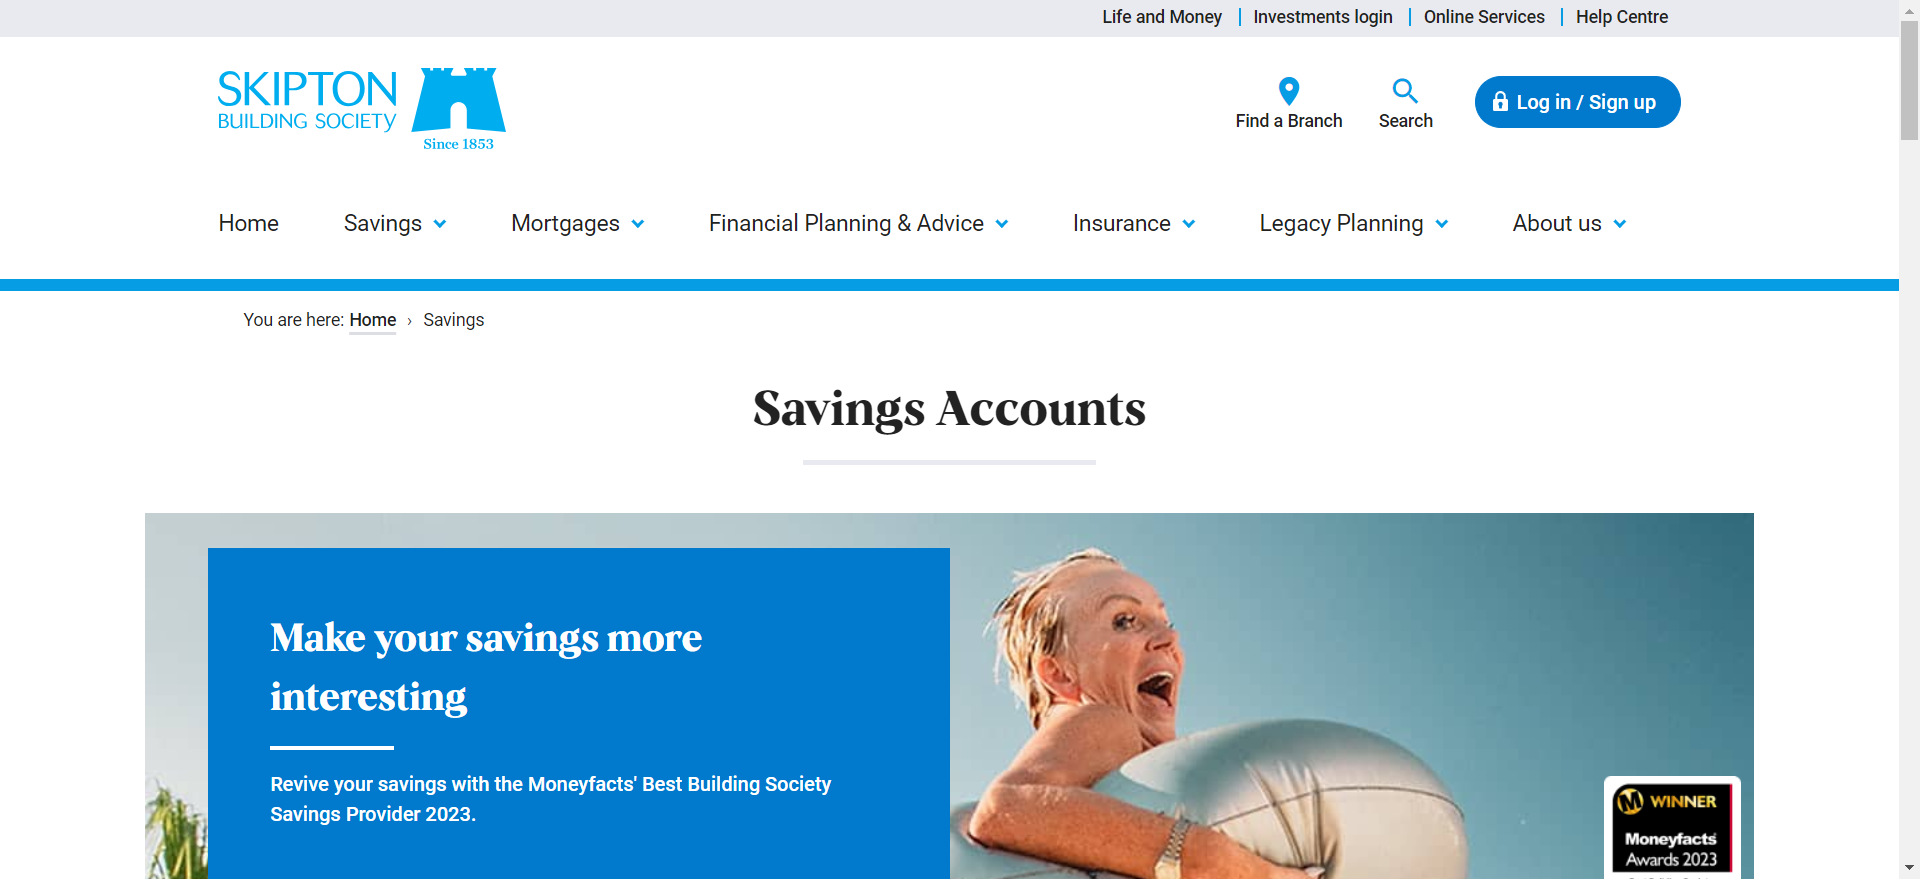 Life and Money
Investments login
Online Services
Help Centre
SKIPTON
BUILDING SOCIETY
Since 1853
Find a Branch
Search
Log in / Sign up
Home
Savings
Mortgages
Financial Planning & Advice
Insurance
Legacy Planning
About us
You are here: Home › Savings
Savings Accounts
Make your savings more
interesting
Revive your savings with the Moneyfacts' Best Building Society
Savings Provider 2023.
M WINNER
Moneyfacts
Awards 2023